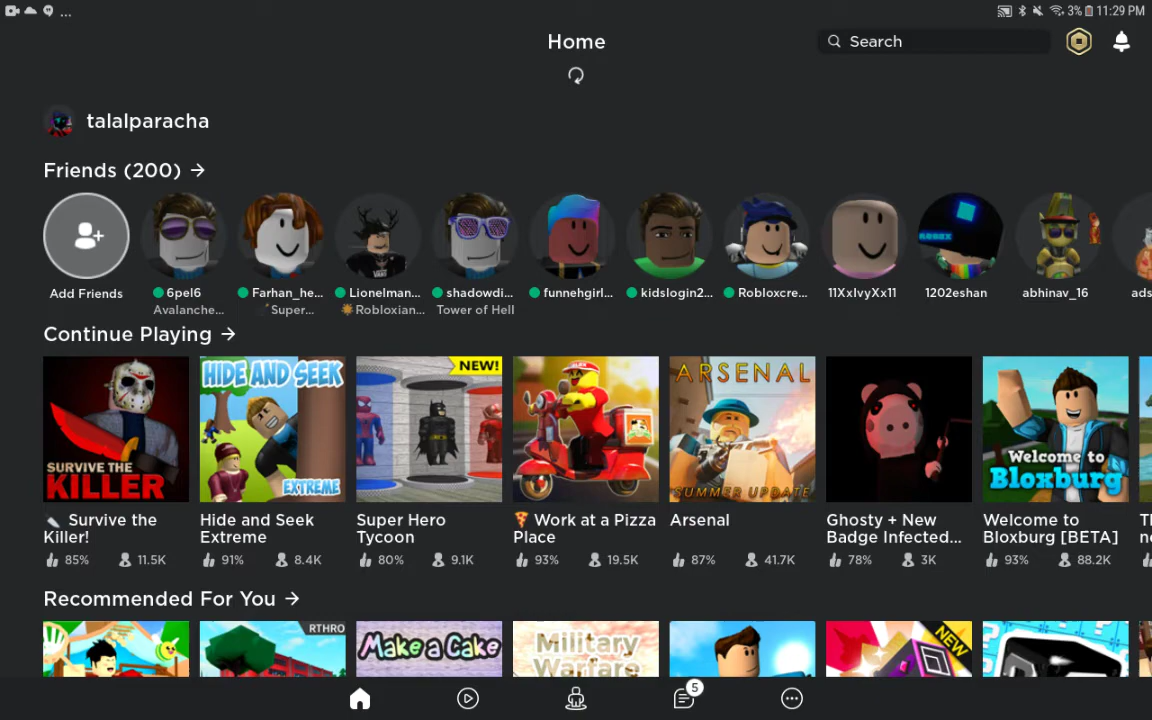 ...
3% 11:29 PM
Home
Search
talalparacha
Friends (200) →
Add Friends
6pel6
Avalanche...
Farhan_he...
Super...
Lionelman...
Robloxian...
shadowdi...
Tower of Hell
funnehgirl...
kidslogin2...
Robloxcre...
11XxIvyXx11
1202eshan
abhinav_16
ads
Continue Playing →
SURVIVE THE
KILLER
HIDE AND SEEK
EXTREME
NEW!
ARSENAL
SUMMER UPDATE
Welcome to
Bloxburg
🔪 Survive the
Killer!
85% 11.5K
Hide and Seek
Extreme
91% 8.4K
Super Hero
Tycoon
80% 9.1K
🍕 Work at a Pizza
Place
93% 19.5K
Arsenal
87% 41.7K
Ghosty + New
Badge Infected...
78% 3K
Welcome to
Bloxburg [BETA]
93% 88.2K
Recommended For You →
RTHRO
Make a Cake
Military
Warfare
NEW
5